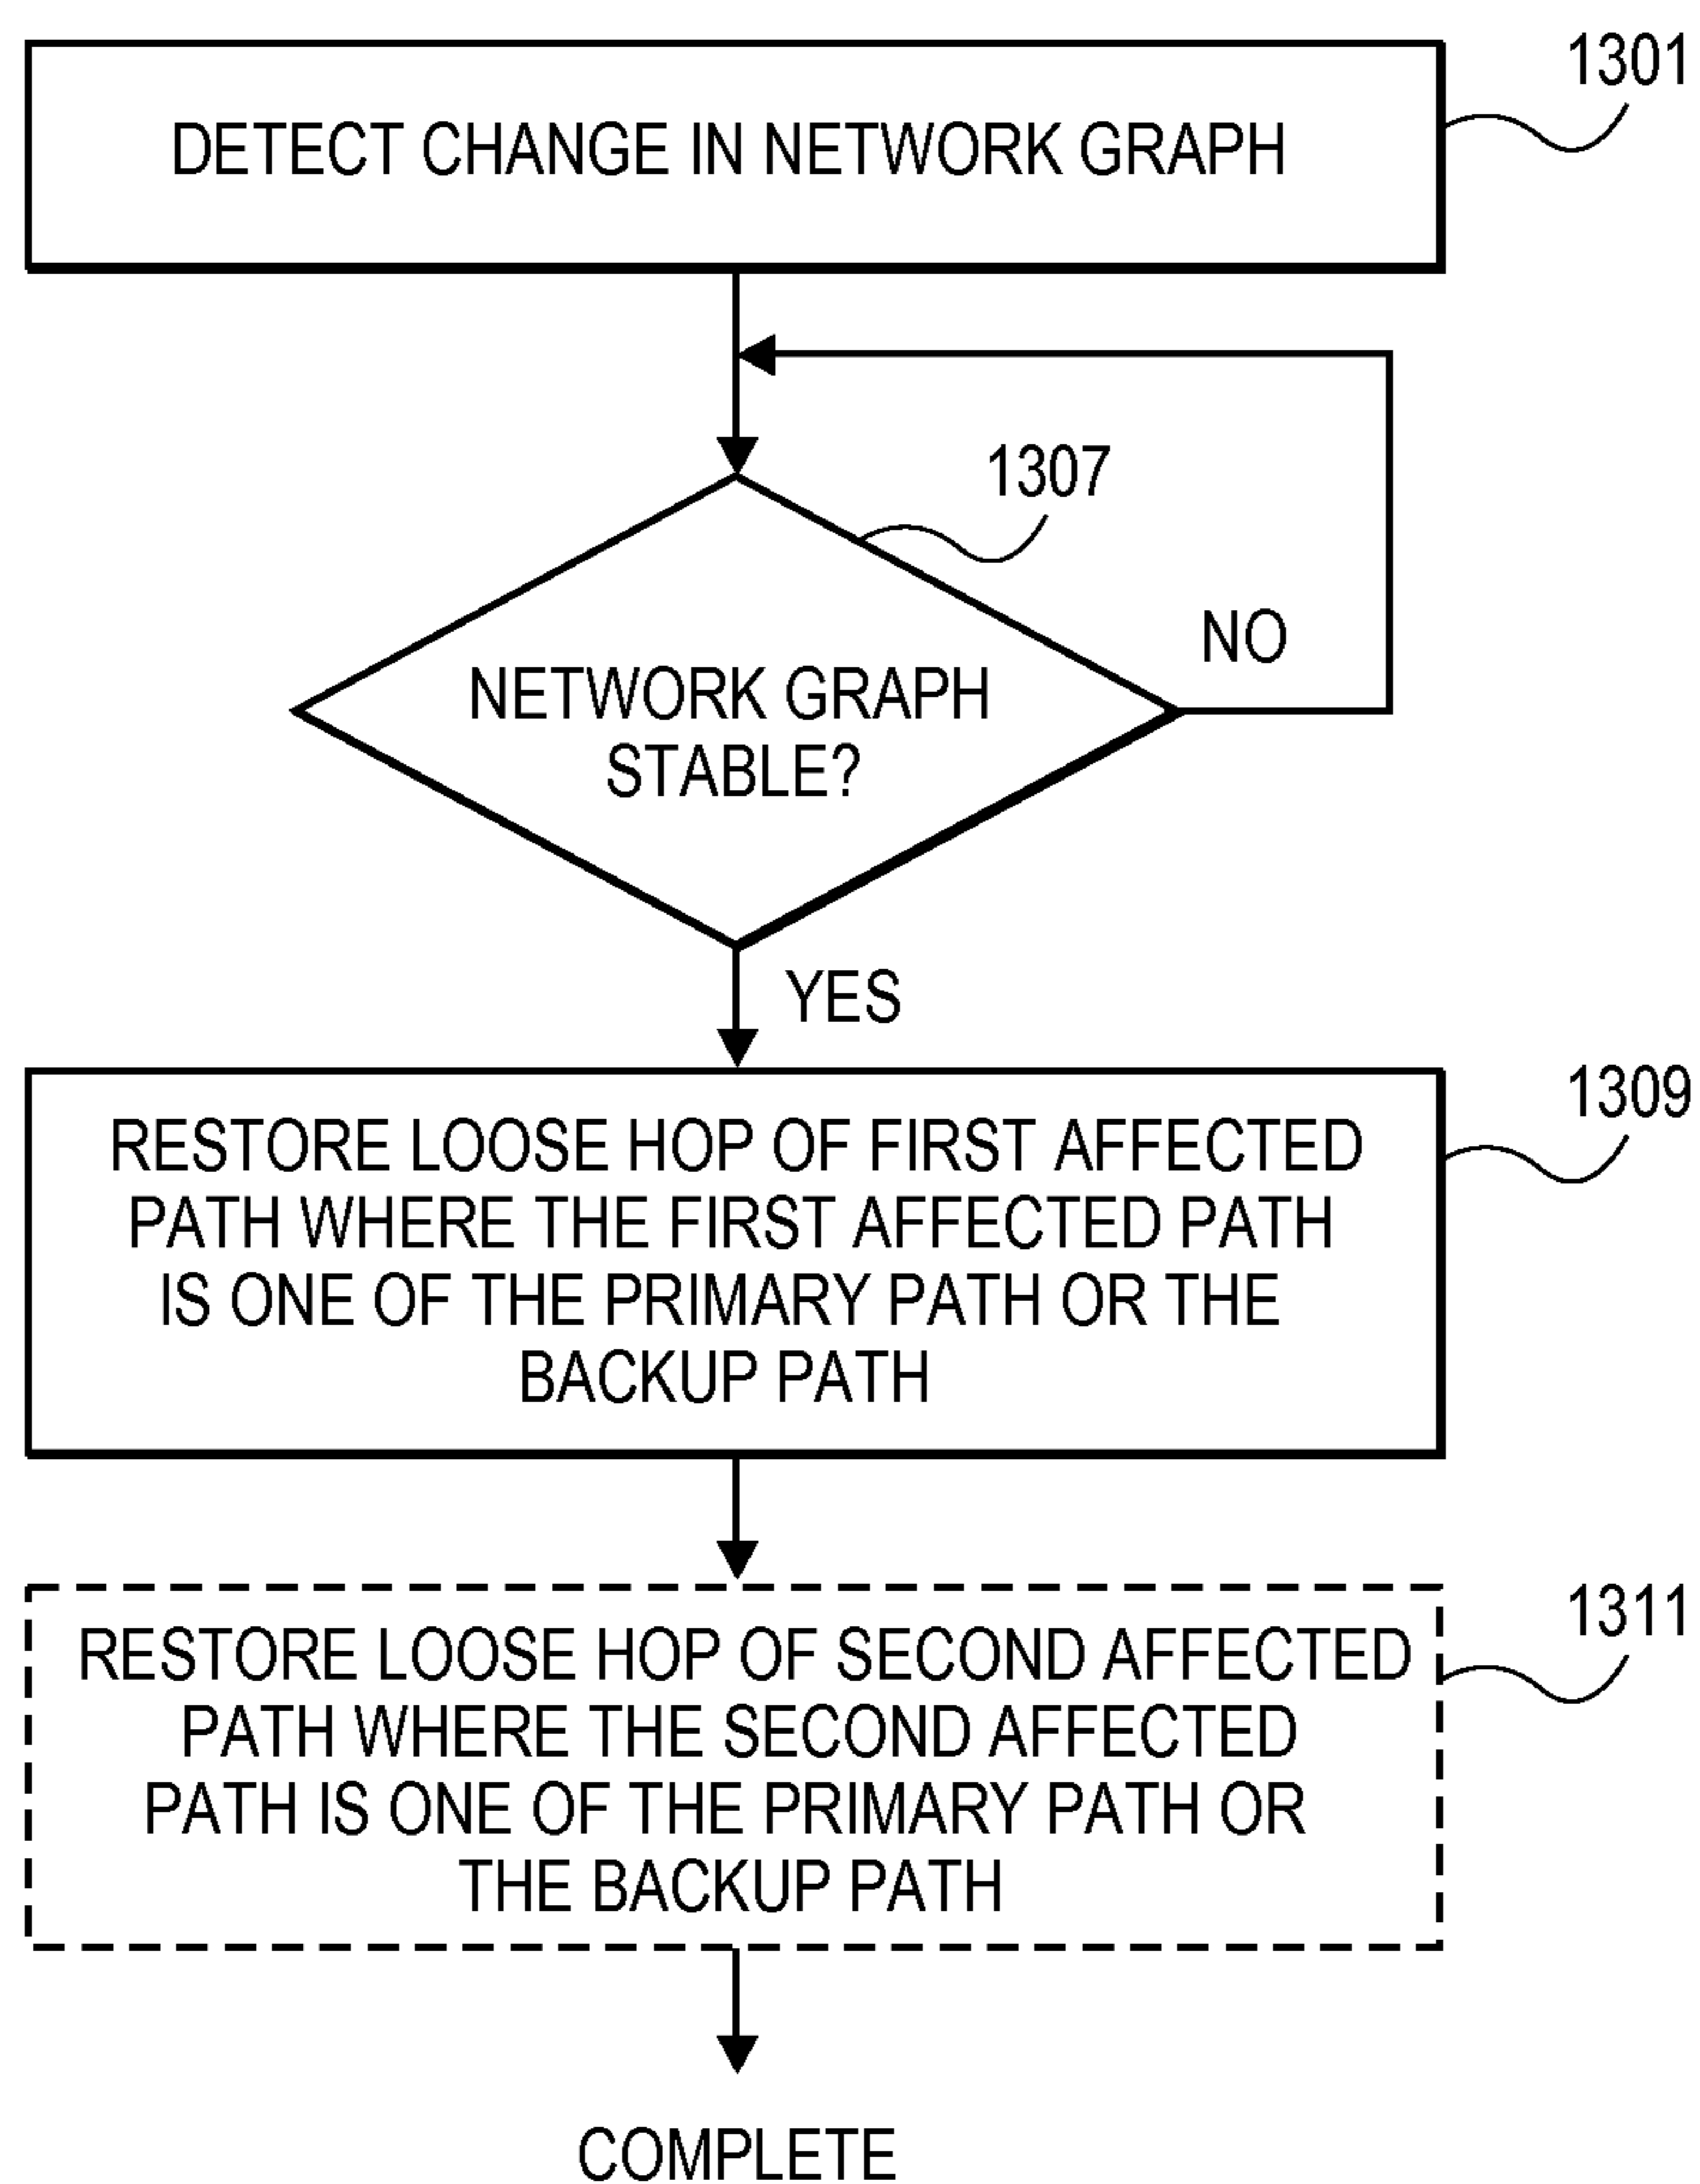 1301
DETECT CHANGE IN NETWORK GRAPH
1307
NO
NETWORK GRAPH
STABLE?
YES
1309
RESTORE LOOSE HOP OF FIRST AFFECTED
PATH WHERE THE FIRST AFFECTED PATH
IS ONE OF THE PRIMARY PATH OR THE
BACKUP PATH
1311
RESTORE LOOSE HOP OF SECOND AFFECTED
PATH WHERE THE SECOND AFFECTED
PATH IS ONE OF THE PRIMARY PATH OR
THE BACKUP PATH
COMPLETE